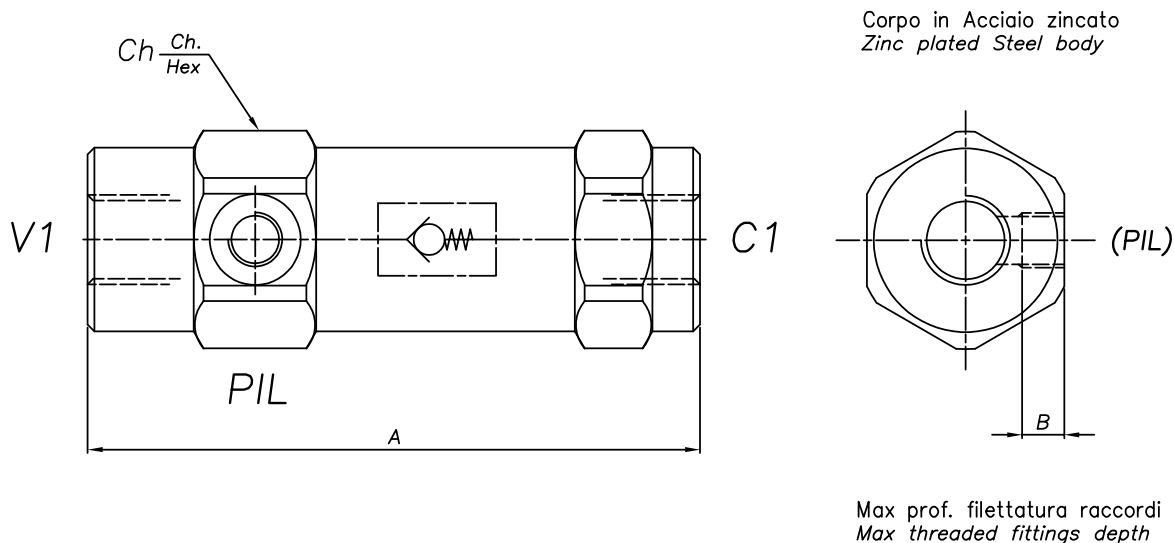 Corpo in Acciaio zincato
Zinc plated Steel body
Ch Ch.
Hex
V1
C1
(PIL)
PIL
A
B
Max prof. filettatura raccordi
Max threaded fittings depth